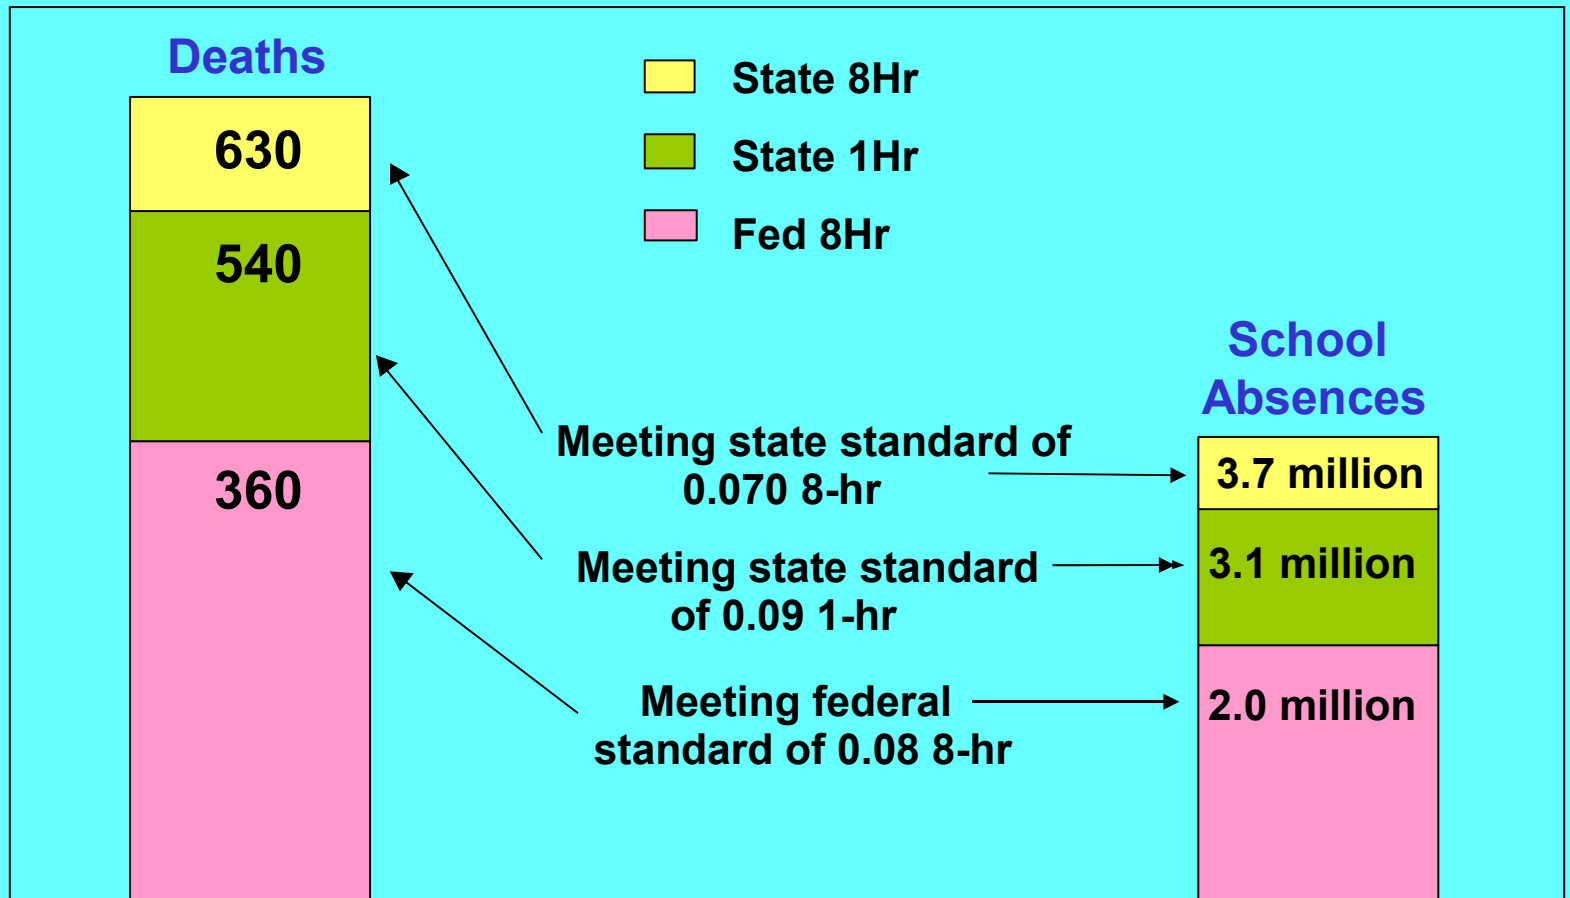 Deaths
630
540
360
State 8Hr
State 1Hr
Fed 8Hr
Meeting state standard of
0.070 8-hr
Meeting state standard
of 0.09 1-hr
Meeting federal
standard of 0.08 8-hr
School
Absences
3.7 million
3.1 million
2.0 million